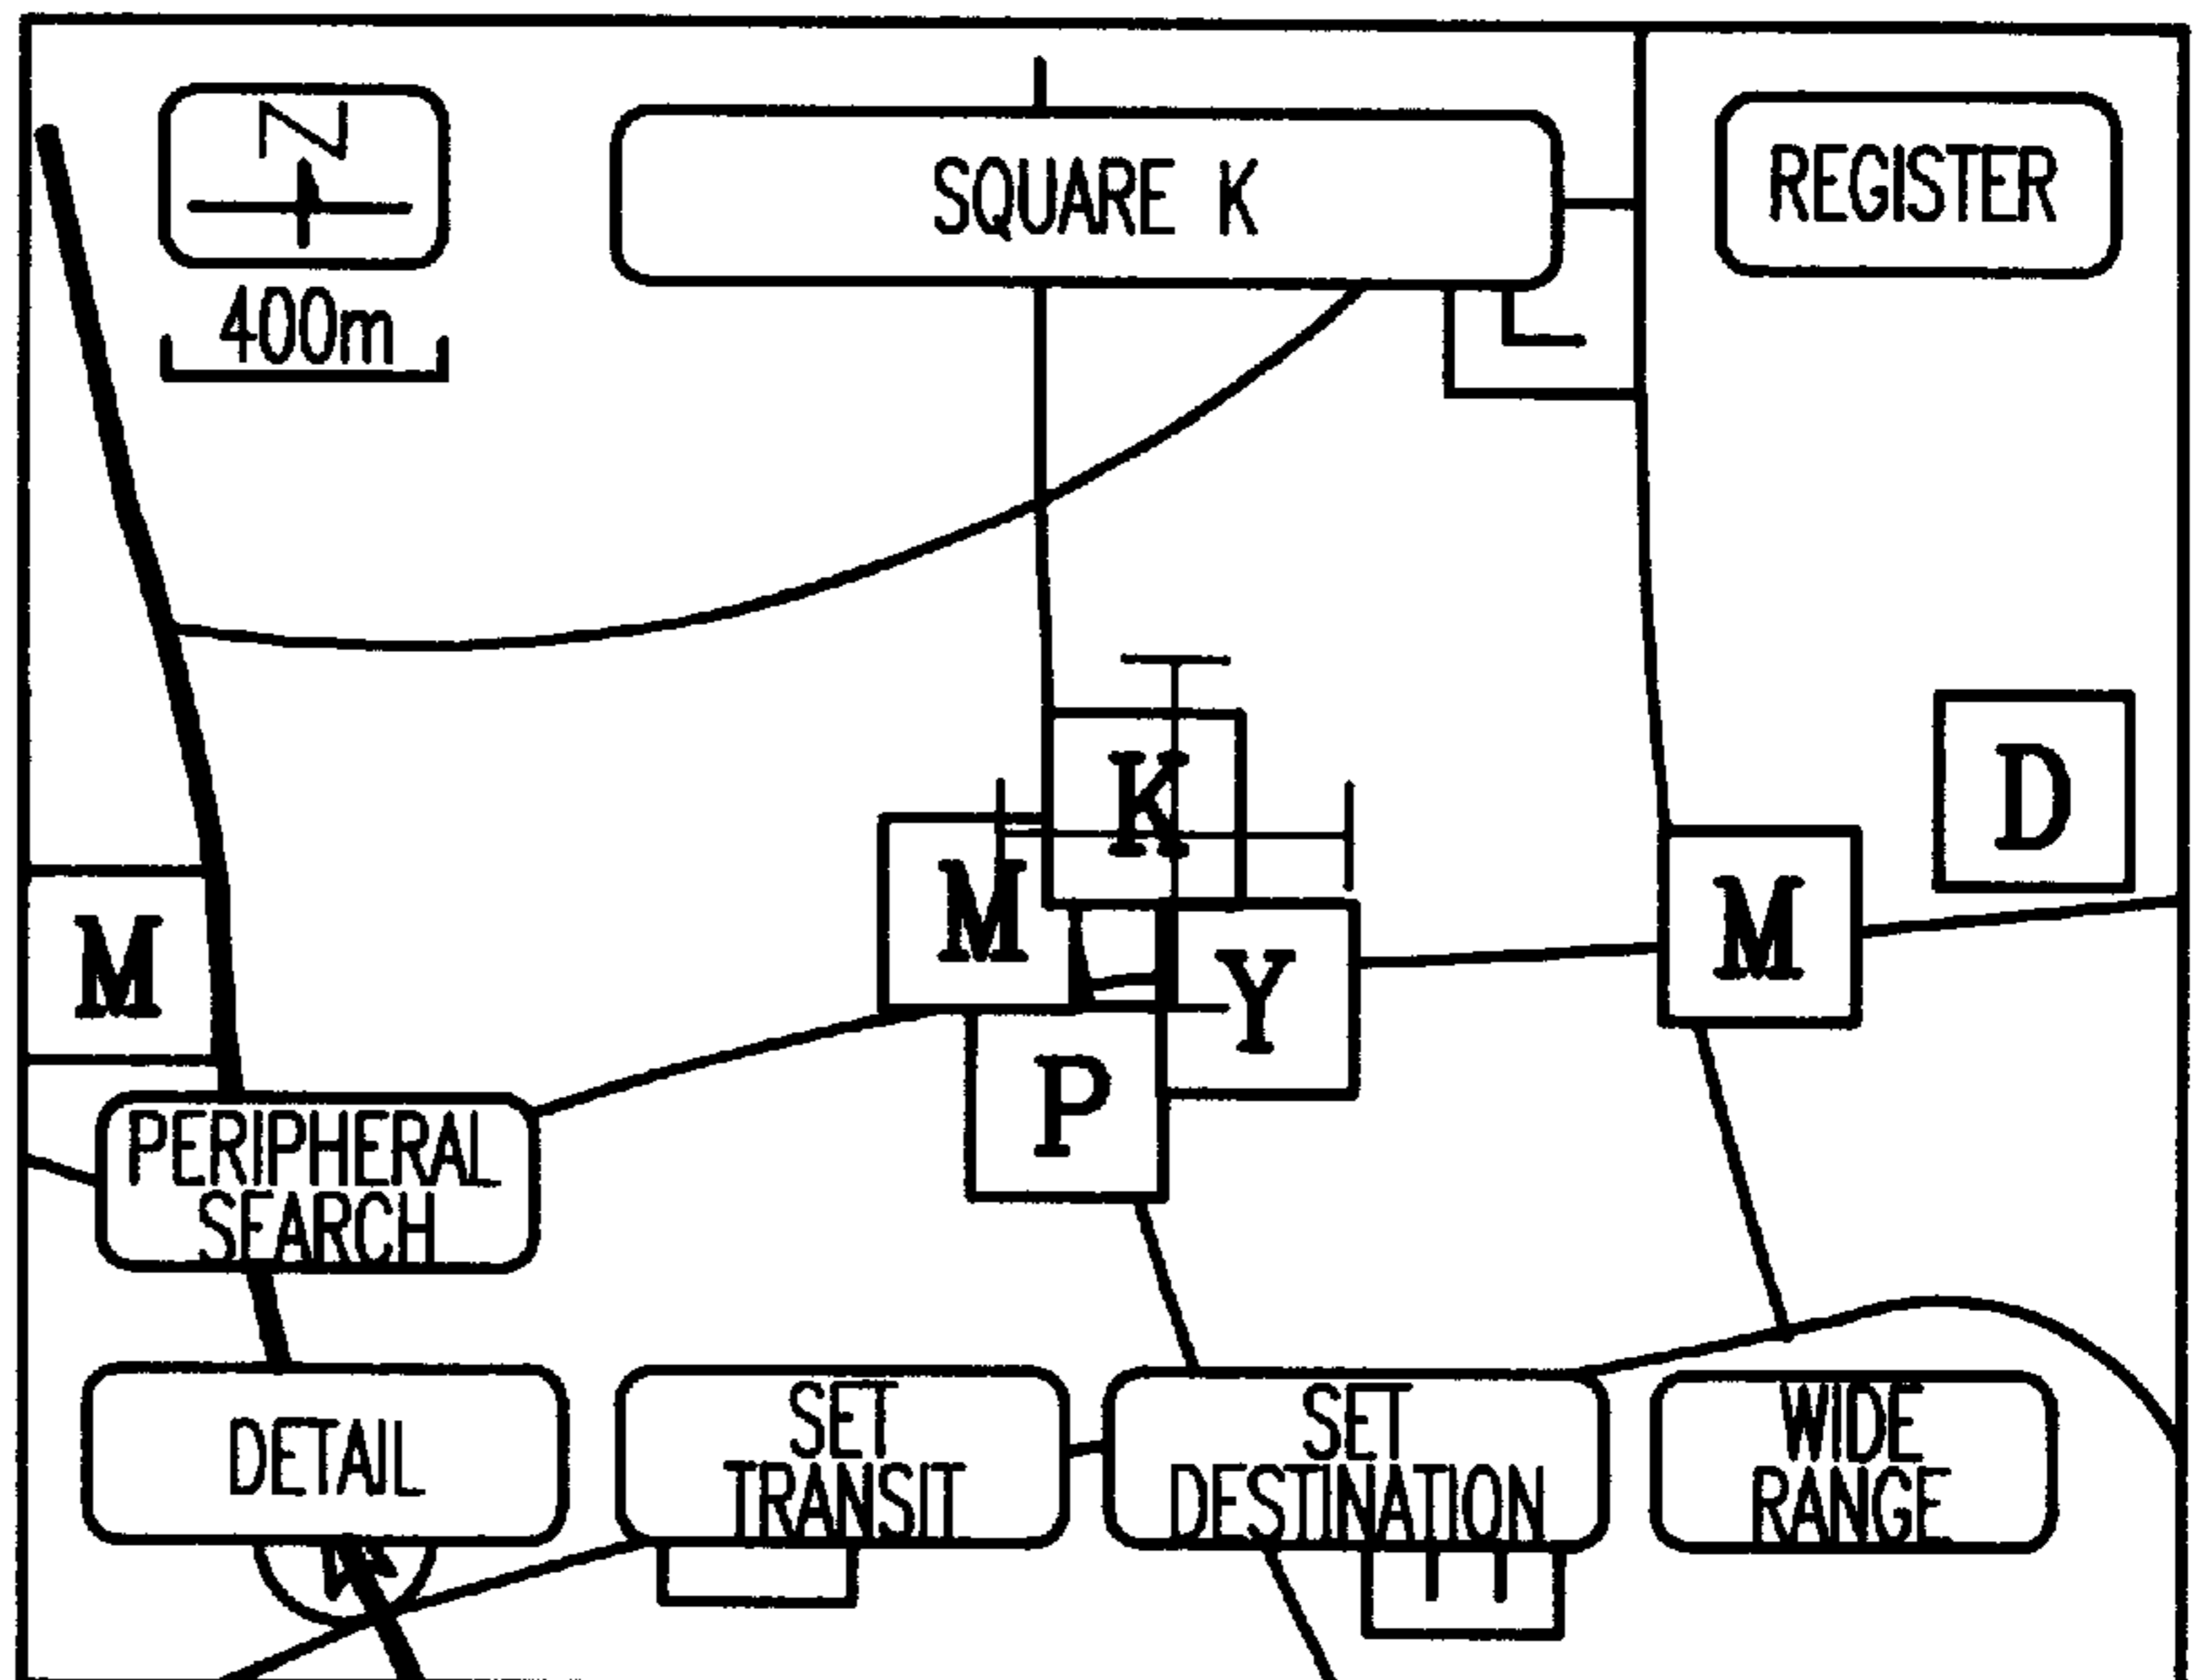 N
SQUARE K
REGISTER
400m
K
D
M
M
M
Y
P
PERIPHERAL
SEARCH
DETAIL
SET
TRANSIT
SET
DESTINATION
WIDE
RANGE